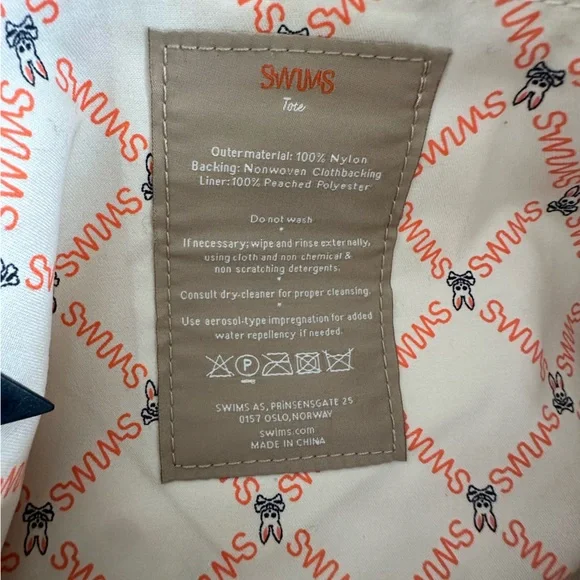 SWIMS
Tote
Outermaterial: 100% Nylon
Backing: Nonwoven Clothbacking
Liner: 100% Peached Polyester
Do not wash
If necessary; wipe and rinse externally,
using cloth and non chemical &
non scratching detergents.
Consult dry-cleaner for proper cleansing.
Use aerosol-type impregnation for added
water repellency if needed.
P
SWIMS AS, PRINSENSGATE 25
0157 OSLO, NORWAY
swims.com
MADE IN CHINA